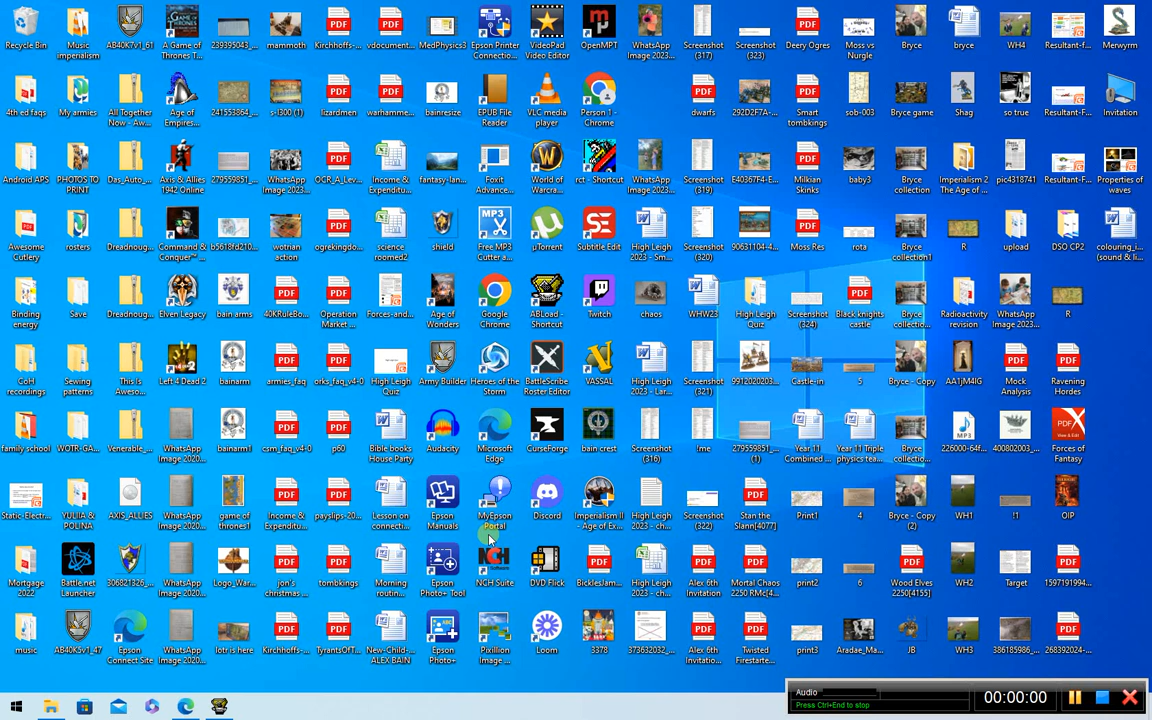 Recycle Bin
Music
imperialism
AB40K7v1_61
A Game of
Thrones T...
239395043_...
mammoth
Kirchhoffs-...
vdocument...
MedPhysics3
Epson Printer
Connectio...
VideoPad
Video Editor
OpenMPT
WhatsApp
Image 2023...
Screenshot
(317)
Screenshot
(323)
Deery Ogres
Moss vs
Nurgle
Bryce
bryce
WH4
Resultant-f...
Merwyrm
4th ed faqs
My armies
All Together
Now - Aw...
Age of
Empires...
241553864_...
s-l300 (1)
lizardmen
warhamme...
bainresize
EPUB File
Reader
VLC media
player
Person 1 -
Chrome
dwarfs
292D2F7A-...
Smart
tombkings
sob-003
Bryce game
Shag
so true
Resultant-F...
Invitation
Android APS
PHOTOS TO
PRINT
Das_Auto_...
Axis & Allies
1942 Online
279559851_...
WhatsApp
Image 2023...
OCR_A_Lev...
Income &
Expenditu...
fantasy-lan...
Foxit
Advance...
World of
Warcra...
rct - Shortcut
WhatsApp
Image 2023...
Screenshot
(319)
E40367F4-E...
Milkian
Skinks
baby3
Bryce
collection
Imperialism 2
The Age of ...
pic4318741
Resultant-F...
Properties of
waves
Awesome
Cutlery
rosters
Dreadnoug...
Command &
Conquer™ ...
b5618fd210...
wotrian
action
ogrekingdo...
science
roomed2
shield
Free MP3
Cutter a...
µTorrent
Subtitle Edit
High Leigh
2023 - Sm...
Screenshot
(320)
90631104-4...
Moss Res
rota
Bryce
collection1
R
upload
DSO CP2
colouring_i...
(sound & li...
Binding
energy
Save
Dreadnoug...
Elven Legacy
bain arms
40KRoleBo...
Operation
Market ...
Forces-and...
Age of
Wonders
Google
Chrome
ABLoad -
Shortcut
Twitch
chaos
WHW23
High Leigh
Quiz
Screenshot
(324)
Black knights
castle
Bryce
collectio...
Radioactivity
revision
WhatsApp
Image 2023...
R
CoH
recordings
Sewing
patterns
This is
Aweso...
Left 4 Dead 2
bainarm
armies_faq
orks_faq_v4-0
High Leigh
Quiz
Army Builder
Heroes of the
Storm
BattleScribe
Roster Editor
VASSAL
High Leigh
2023 - Lar...
Screenshot
(321)
9912020203...
Castle-in
5
Bryce - Copy
AA1jM4IG
Mock
Analysis
Ravening
Hordes
family school
WOTR-GA...
Venerable_...
WhatsApp
Image 2020...
bainarm1
csm_faq_v4-0
p60
Bible books
House Party
Audacity
Microsoft
Edge
CurseForge
bain crest
Screenshot
(316)
!me
279559851_...
(1)
Year 11
Combined ...
Year 11 Triple
physics tea...
Bryce
collectio...
226000-64f...
400802003_...
Forces of
Fantasy
Static-Electr...
YULIIA &
POLINA
AXIS_ALLIES
WhatsApp
Image 2020...
game of
thrones1
Income &
Expenditu...
payslips-20...
Lesson on
connecti...
Epson
Manuals
MyEpson
Portal
Discord
Imperialism II
- Age of Ex...
High Leigh
2023 - ch...
Screenshot
(322)
Stan the
Slann[4077]
Print1
4
Bryce - Copy
(2)
WH1
!1
OIP
Mortgage
2022
Battle.net
Launcher
306821326_...
WhatsApp
Image 2020...
Logo_War...
jon's
christmas ...
tombkings
Morning
routin...
Epson
Photo+ Tool
NCH Suite
DVD Flick
BicklesJam...
High Leigh
2023 - ch...
Alex 6th
Invitation
Mortal Chaos
2250 RMc[4...
print2
6
Wood Elves
2250[4155]
WH2
Target
1597191994...
music
AB40K5v1_47
Epson
Connect Site
WhatsApp
Image 2020...
lotr is here
Kirchhoffs-...
TyrantsOfT...
New-Child-...
ALEX BAIN
Epson
Photo+
Pixillion
Image ...
Loom
3378
373632032_...
Alex 6th
Invitatio...
Twisted
Firestarte...
print3
Aradae_Ma...
JB
WH3
386185986_...
268392024-...
Audio
Press Ctrl+End to stop
00:00:00